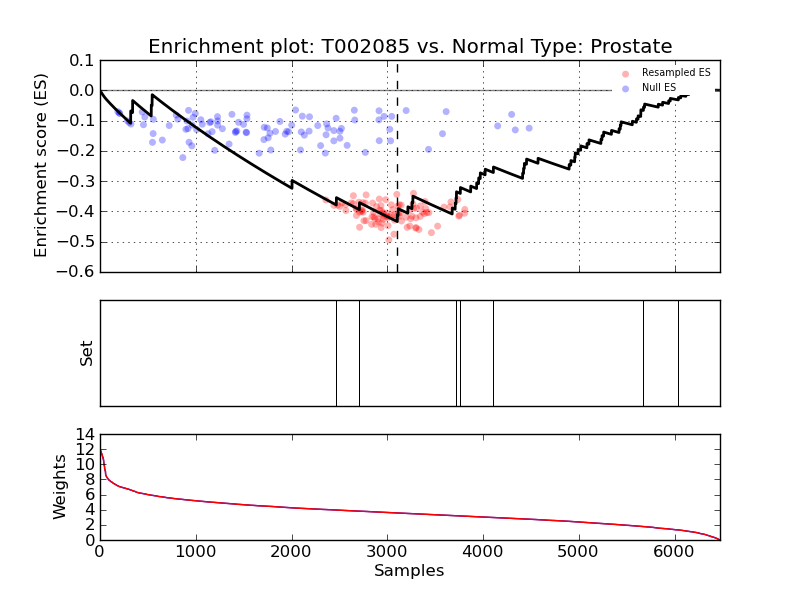 Enrichment plot: T002085 vs. Normal Type: Prostate
Enrichment score (ES)
0.1
0.0
−0.1
−0.2
−0.3
−0.4
−0.5
−0.6
Resampled ES
Null ES
Set
Weights
14
12
10
8
6
4
2
0
0 1000 2000 3000 4000 5000 6000
Samples